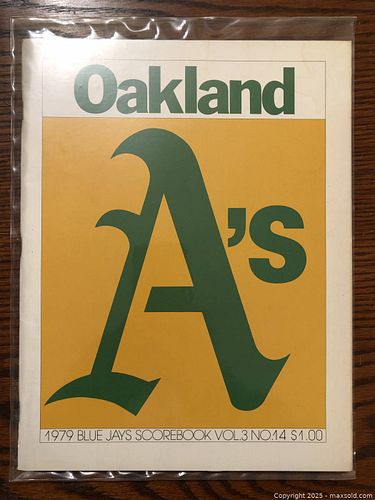 Oakland
A's
1979 BLUE JAYS SCOREBOOK VOL.3 NO.14 $1.00
Copyright 2025 - maxsold.com